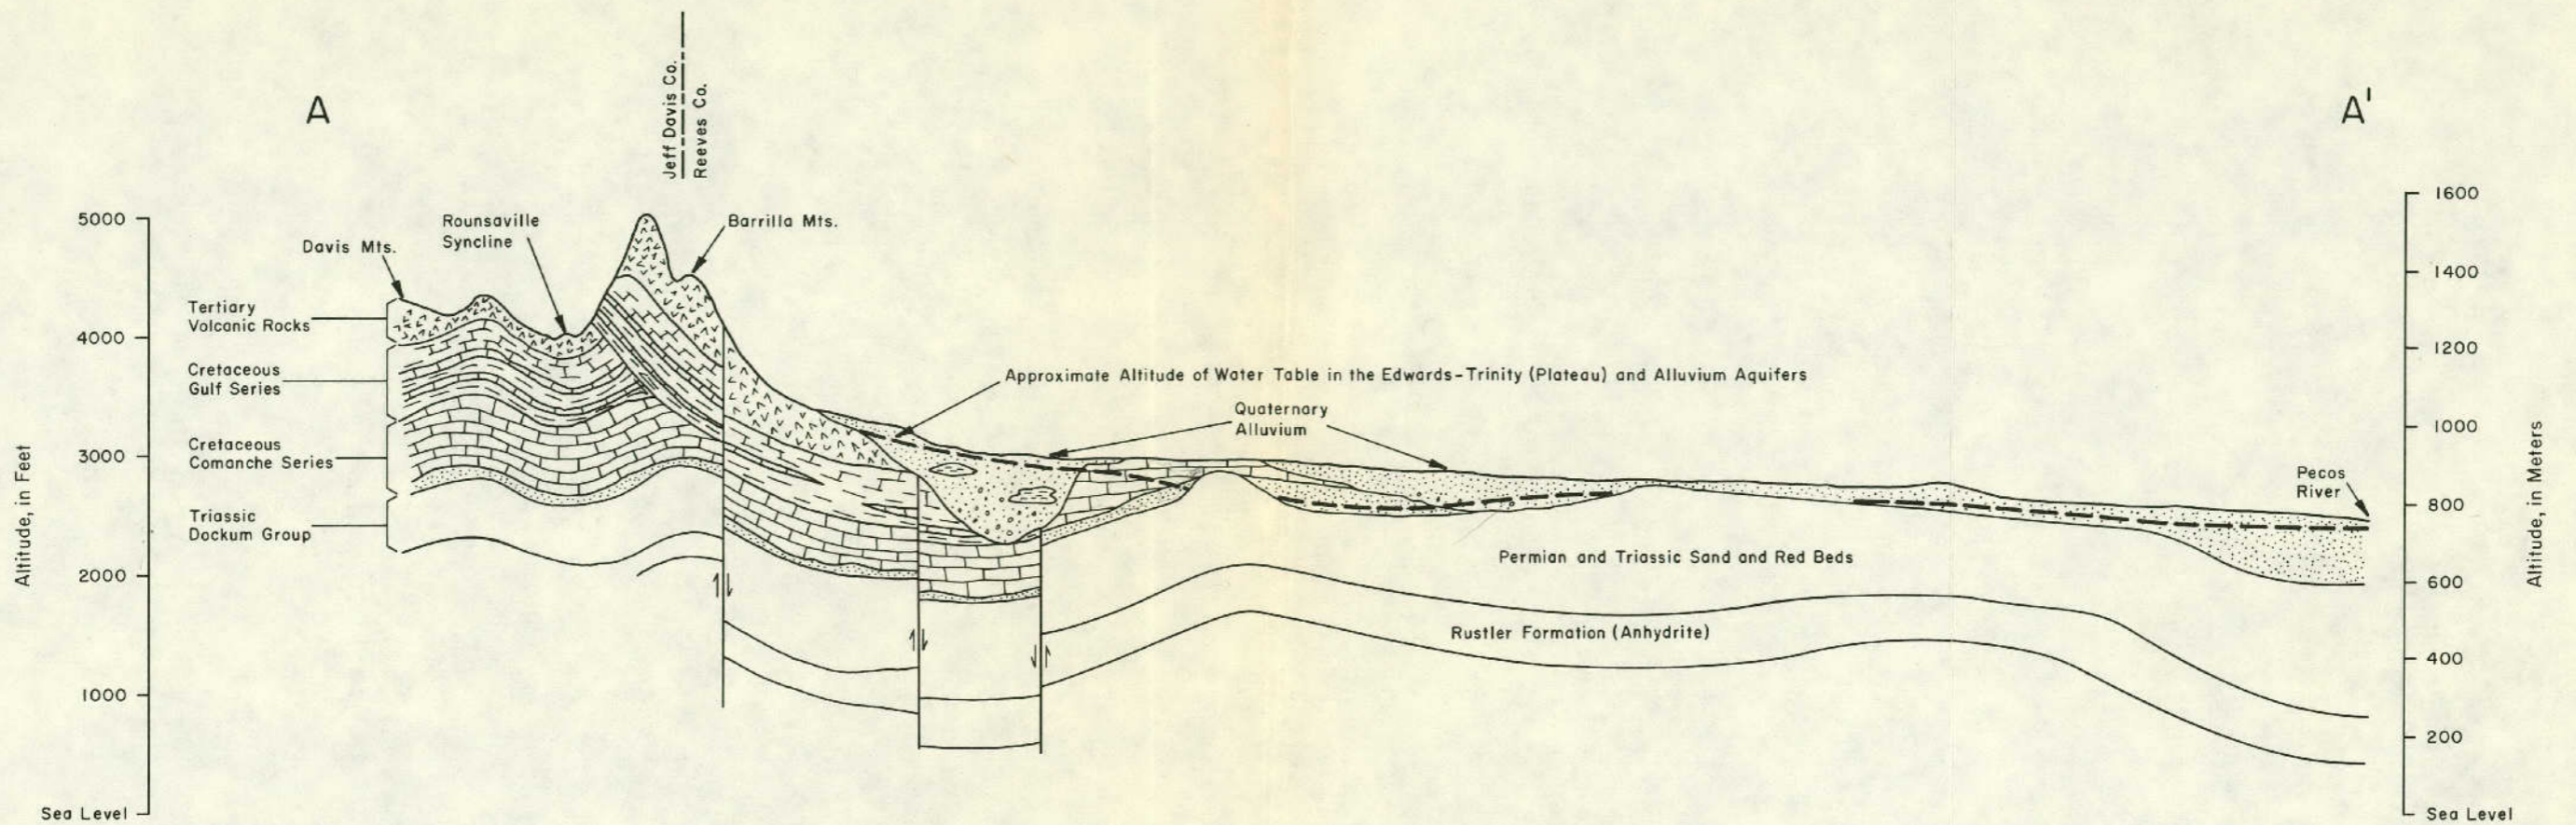 Jeff Davis Co.
Reeves Co.
A
A'
5000
4000
3000
2000
1000
Sea Level
Altitude, in Feet
Davis Mts.
Rounsaville
Syncline
Barrilla Mts.
Tertiary
Volcanic Rocks
Cretaceous
Gulf Series
Cretaceous
Comanche Series
Triassic
Dockum Group
Approximate Altitude of Water Table in the Edwards-Trinity (Plateau) and Alluvium Aquifers
Quaternary
Alluvium
Pecos
River
Permian and Triassic Sand and Red Beds
Rustler Formation (Anhydrite)
1600
1400
1200
1000
800
600
400
200
Sea Level
Altitude, in Meters